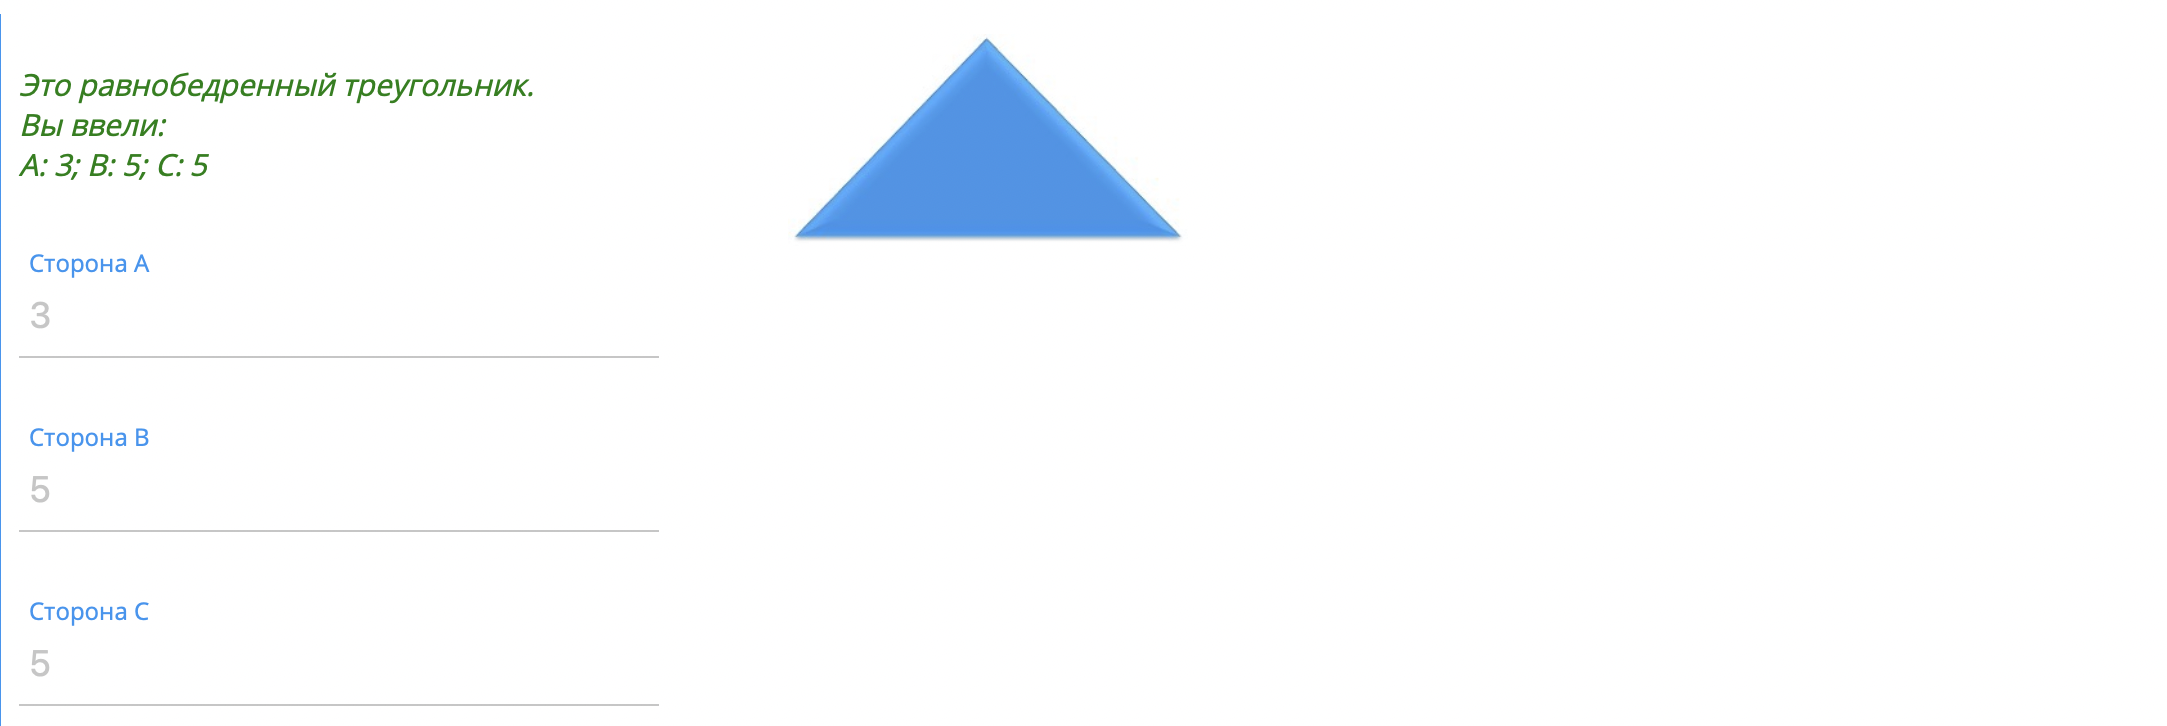 Это равнобедренный треугольник.
Вы ввели:
A: 3; B: 5; C: 5
Сторона A
3
Сторона B
5
Сторона C
5